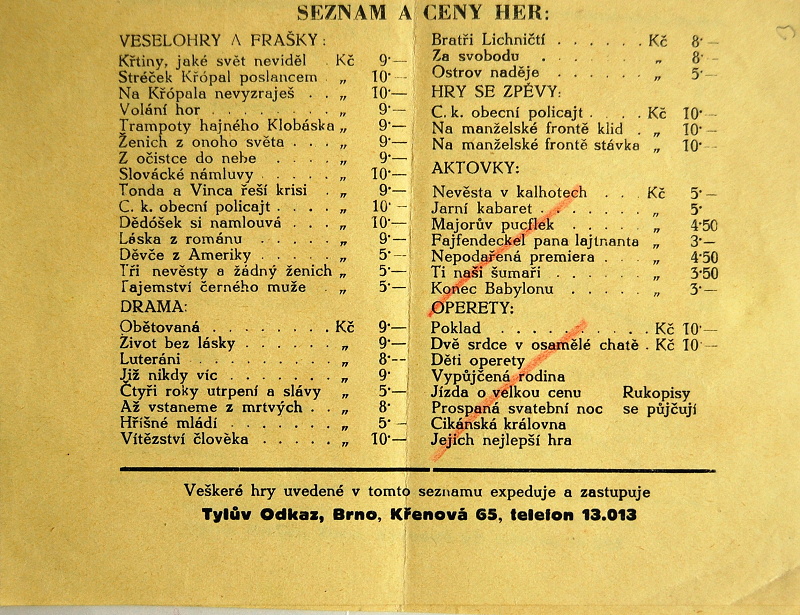 SEZNAM A CENY HER:
VESELOHRY A FRAŠKY:
Křtiny, jaké svět neviděl Kč 9·—
Stréček Křópal poslancem „ 10·—
Na Křópala nevyzraješ . . „ 10·—
Volání hor . . . . . . . „ 9·—
Trampoty hajného Klobáska „ 9·—
Ženich z onoho světa . . . „ 9·—
Z očistce do nebe . . . . „ 9·—
Slovácké námluvy . . . . „ 10·—
Tonda a Vinca řeší krisi . „ 9·—
C. k. obecní policajt . . . . „ 10·—
Dědóšek si namlouvá . . . „ 10·—
Láska z románu . . . . . „ 9·—
Děvče z Ameriky . . . . „ 5·—
Tři nevěsty a žádný ženich „ 5·—
Tajemství černého muže . „ 5·—
DRAMA:
Obětovaná . . . . . . . . Kč 9·—
Život bez lásky . . . . . . „ 9·—
Luteráni . . . . . . . . „ 8·--
Již nikdy víc . . . . . . . „ 9·
Čtyři roky utrpení a slávy „ 5·—
Až vstaneme z mrtvých . . „ 8·
Hříšné mládí . . . . . . „ 5·—
Vítězství člověka . . . . . „ 10·—
Bratři Lichničtí . . . . . . Kč 8·—
Za svobodu . . . . . . „ 8·—
Ostrov naděje . . . . . . „ 5·—
HRY SE ZPĚVY:
C. k. obecní policajt . . . . Kč 10·—
Na manželské frontě klid . „ 10·—
Na manželské frontě stávka „ 10·—
AKTOVKY:
Nevěsta v kalhotech . . . Kč 5·—
Jarní kabaret . . . . . . . „ 5·
Majorův pucflek . . . . . „ 4·50
Fajfendeckel pana lajtnanta „ 3·—
Nepodařená premiera . . . „ 4·50
Ti naši šumaři . . . . . . „ 3·50
Konec Babylonu . . . . . „ 3·—
OPERETY:
Poklad . . . . . . . . . Kč 10·—
Dvě srdce v osamělé chatě . Kč 10·—
Děti operety
Vypůjčená rodina
Jízda o velkou cenu Rukopisy
Prospaná svatební noc se půjčují
Cikánská královna
Jejich nejlepší hra
Veškeré hry uvedené v tomto seznamu expeduje a zastupuje
Tylův Odkaz, Brno, Křenová 65, telefon 13.013